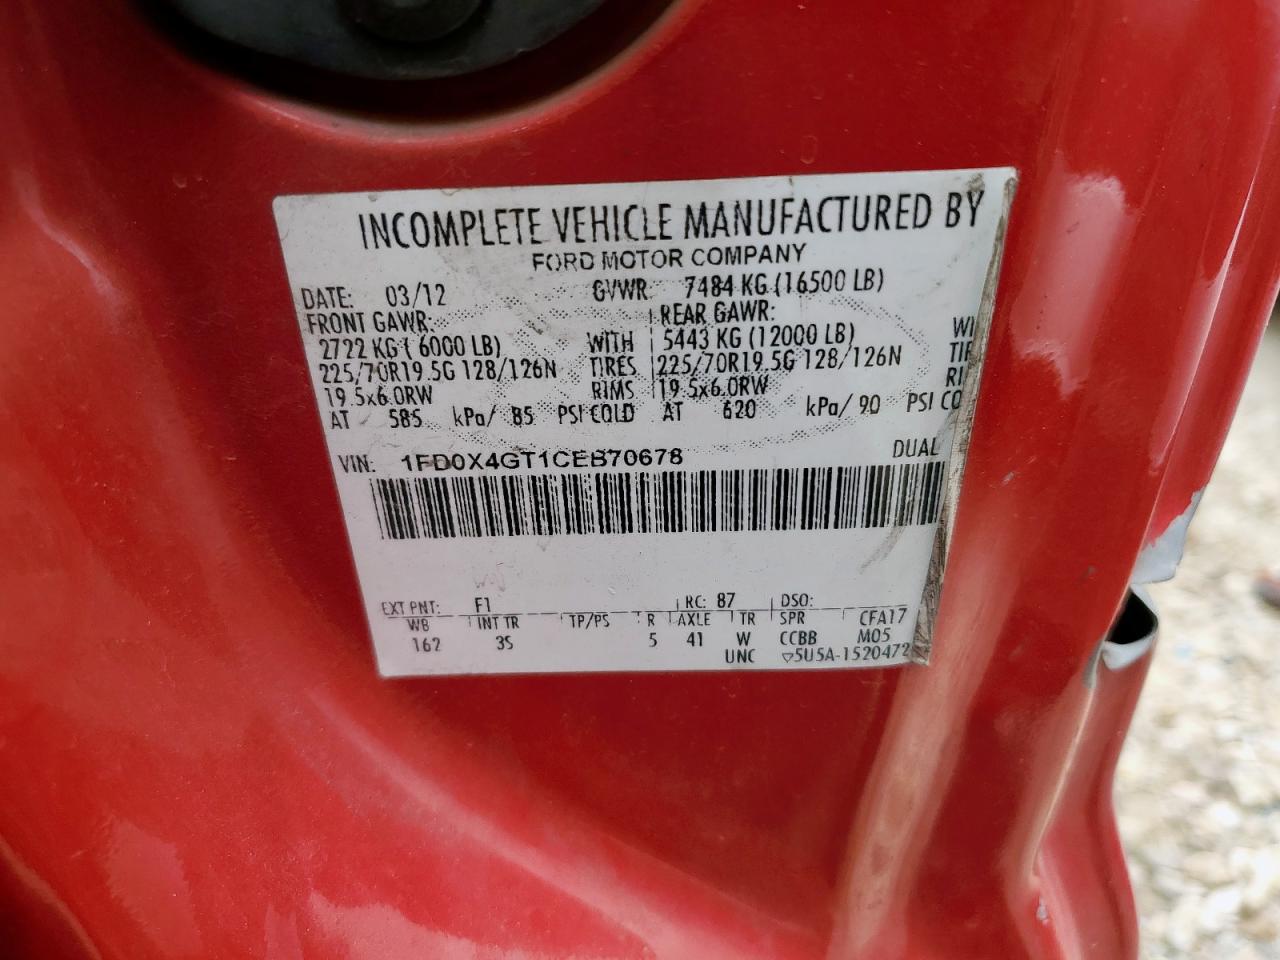 INCOMPLETE VEHICLE MANUFACTURED BY
FORD MOTOR COMPANY
DATE: 03/12 GVWR: 7484 KG (16500 LB)
FRONT GAWR: REAR GAWR:
2722 KG ( 6000 LB) WITH 5443 KG (12000 LB) WI
225/70R19.5G 128/126N TIRES 225/70R19.5G 128/126N TIR
19.5x6.0RW RIMS 19.5x6.0RW RI
AT 585 kPa/ 85 PSI COLD AT 620 kPa/ 90 PSI CO
VIN: 1FD0X4GT1CEB70678 DUAL
EXT PNT: F1 RC: 87 DSO:
WB INT TR TP/PS R AXLE TR SPR CFA17
162 3S 5 41 W CCBB M05
UNC ▽5U5A-1520472